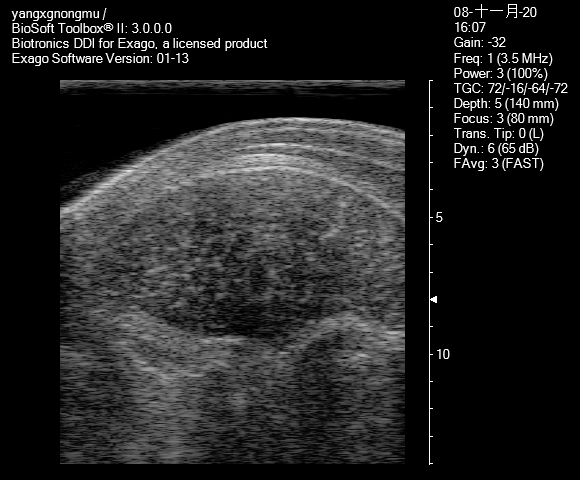 yangxgnongmu /
BioSoft Toolbox® II: 3.0.0.0
Biotronics DDI for Exago, a licensed product
Exago Software Version: 01-13
08-十一月-20
16:07
Gain: -32
Freq: 1 (3.5 MHz)
Power: 3 (100%)
TGC: 72/-16/-64/-72
Depth: 5 (140 mm)
Focus: 3 (80 mm)
Trans. Tip: 0 (L)
Dyn.: 6 (65 dB)
FAvg: 3 (FAST)
5
10